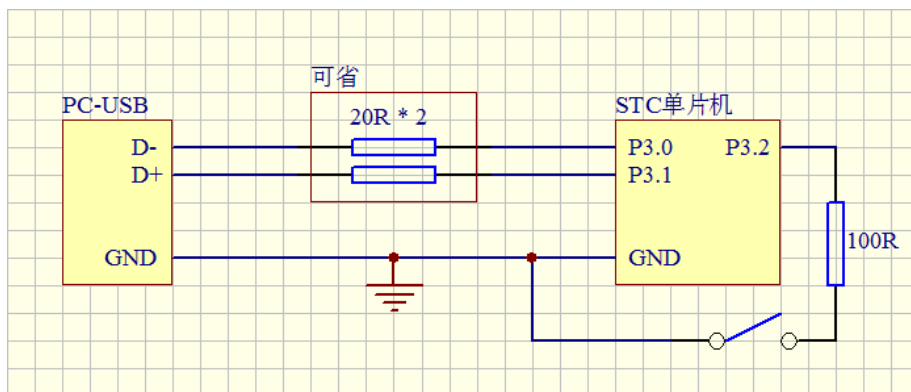 可省
PC-USB
20R * 2
STC单片机
D-
P3.0
P3.2
D+
P3.1
GND
GND
100R